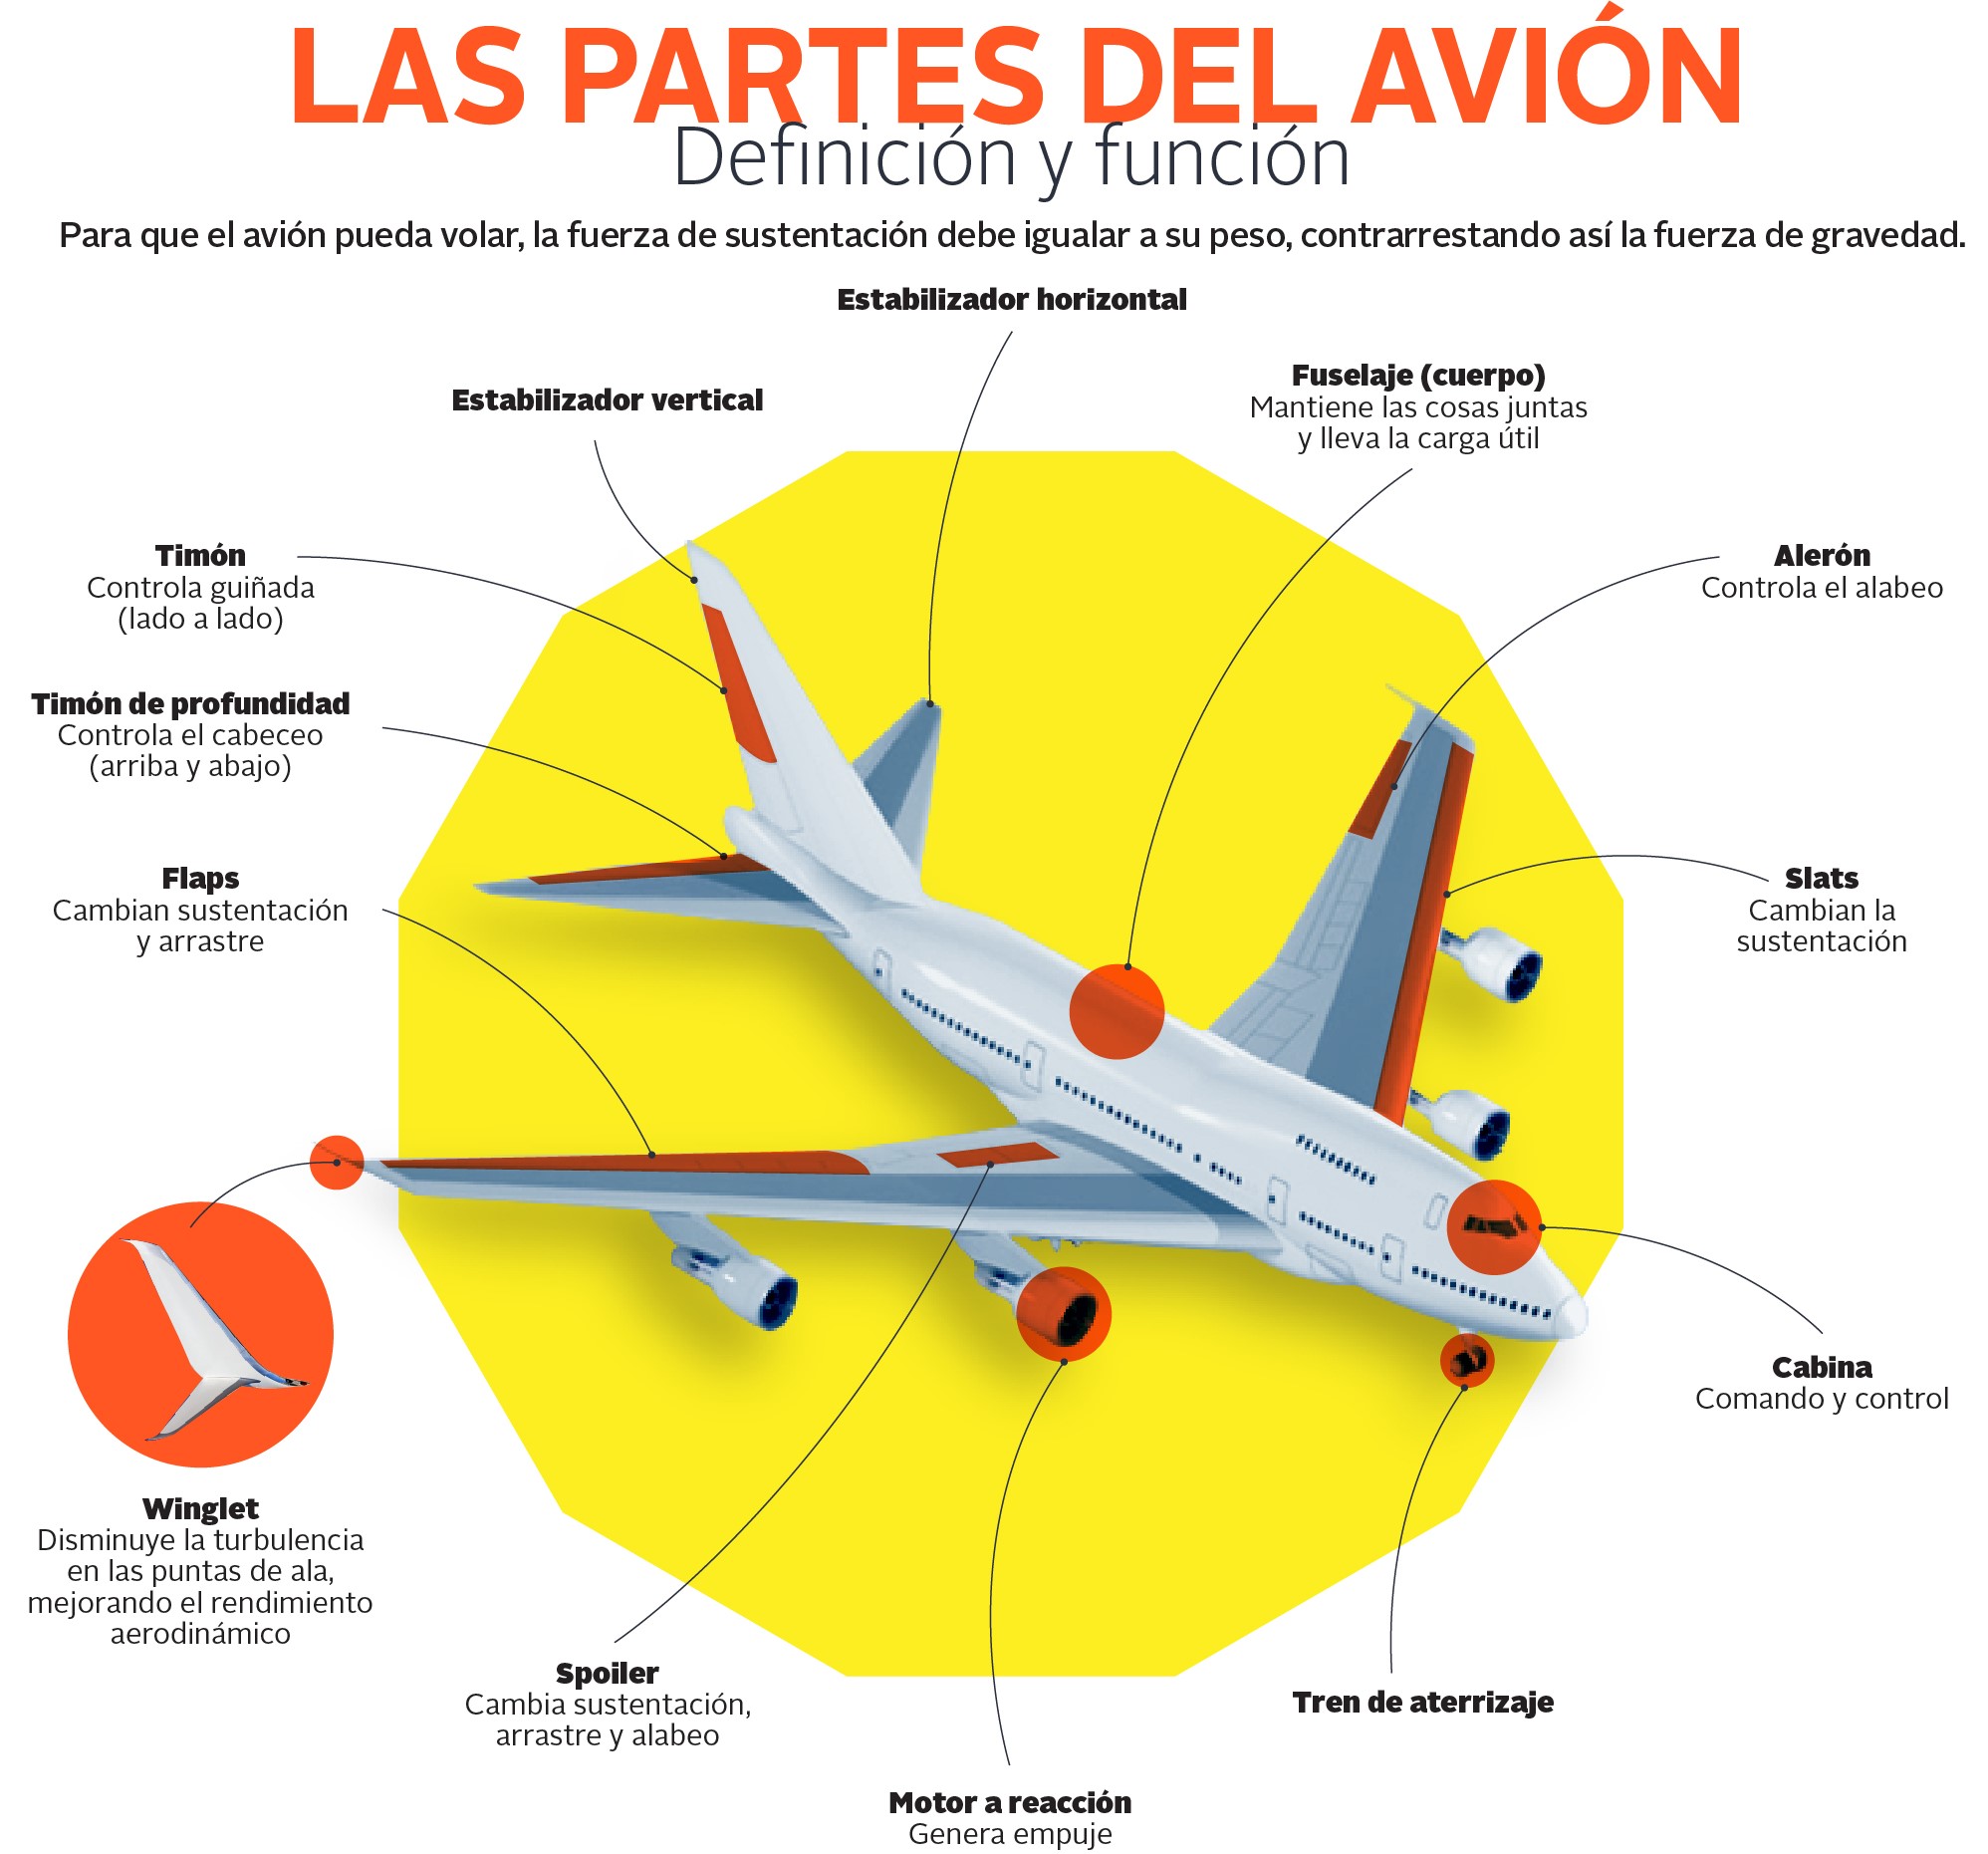 LAS PARTES DEL AVIÓN
Definición y función
Para que el avión pueda volar, la fuerza de sustentación debe igualar a su peso, contrarrestando así la fuerza de gravedad.
Estabilizador horizontal
Fuselaje (cuerpo)
Mantiene las cosas juntas
y lleva la carga útil
Estabilizador vertical
Timón
Controla guiñada
(lado a lado)
Alerón
Controla el alabeo
Timón de profundidad
Controla el cabeceo
(arriba y abajo)
Flaps
Cambian sustentación
y arrastre
Slats
Cambian la
sustentación
Cabina
Comando y control
Winglet
Disminuye la turbulencia
en las puntas de ala,
mejorando el rendimiento
aerodinámico
Spoiler
Cambia sustentación,
arrastre y alabeo
Tren de aterrizaje
Motor a reacción
Genera empuje